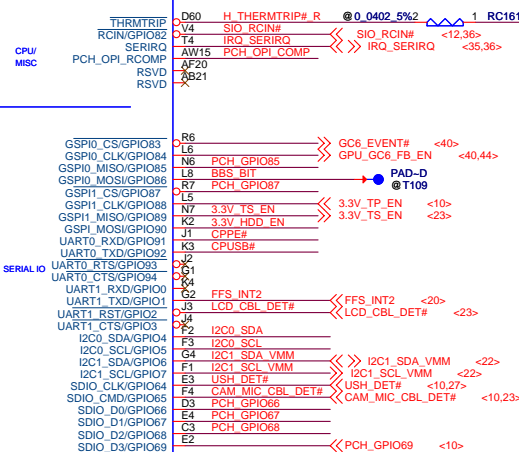 THRMTRIP D60 H_THERMTRIP#_R @ 0_0402_5% 2 1 RC161
RCIN/GPIO82 V4 SIO_RCIN# SIO_RCIN# <12,36>
SERIRQ T4 IRQ_SERIRQ IRQ_SERIRQ <35,36>
PCH_OPI_RCOMP AW15 PCH_OPI_COMP
RSVD AF20
RSVD AB21
CPU/
MISC
GSPI0_CS/GPIO83 R6 GC6_EVENT# <40>
GSPI0_CLK/GPIO84 L6 GPU_GC6_FB_EN <40,44>
GSPI0_MISO/GPIO85 N6 PCH_GPIO85
GSPI0_MOSI/GPIO86 L8 BBS_BIT PAD~D
@T109
GSPI1_CS/GPIO87 R7 PCH_GPIO87
GSPI1_CLK/GPIO88 L5 3.3V_TP_EN <10>
GSPI1_MISO/GPIO89 N7 3.3V_TS_EN 3.3V_TS_EN <23>
GSPI_MOSI/GPIO90 K2 3.3V_HDD_EN
UART0_RXD/GPIO91 J1 CPPE#
UART0_TXD/GPIO92 K3 CPUSB#
SERIAL IO
UART0_RTS/GPIO93 J2
UART0_CTS/GPIO94 G1
UART1_RXD/GPIO0 K4
UART1_TXD/GPIO1 G2 FFS_INT2 FFS_INT2 <20>
UART1_RST/GPIO2 J3 LCD_CBL_DET# LCD_CBL_DET# <23>
UART1_CTS/GPIO3 J4
I2C0_SDA/GPIO4 F2 I2C0_SDA
I2C0_SCL/GPIO5 F3 I2C0_SCL
I2C1_SDA/GPIO6 G4 I2C1_SDA_VMM I2C1_SDA_VMM <22>
I2C1_SCL/GPIO7 F1 I2C1_SCL_VMM I2C1_SCL_VMM <22>
SDIO_CLK/GPIO64 E3 USH_DET# USH_DET# <10,27>
SDIO_CMD/GPIO65 F4 CAM_MIC_CBL_DET# CAM_MIC_CBL_DET# <10,23>
SDIO_D0/GPIO66 D3 PCH_GPIO66
SDIO_D1/GPIO67 E4 PCH_GPIO67
SDIO_D2/GPIO68 C3 PCH_GPIO68
SDIO_D3/GPIO69 E2 PCH_GPIO69 <10>